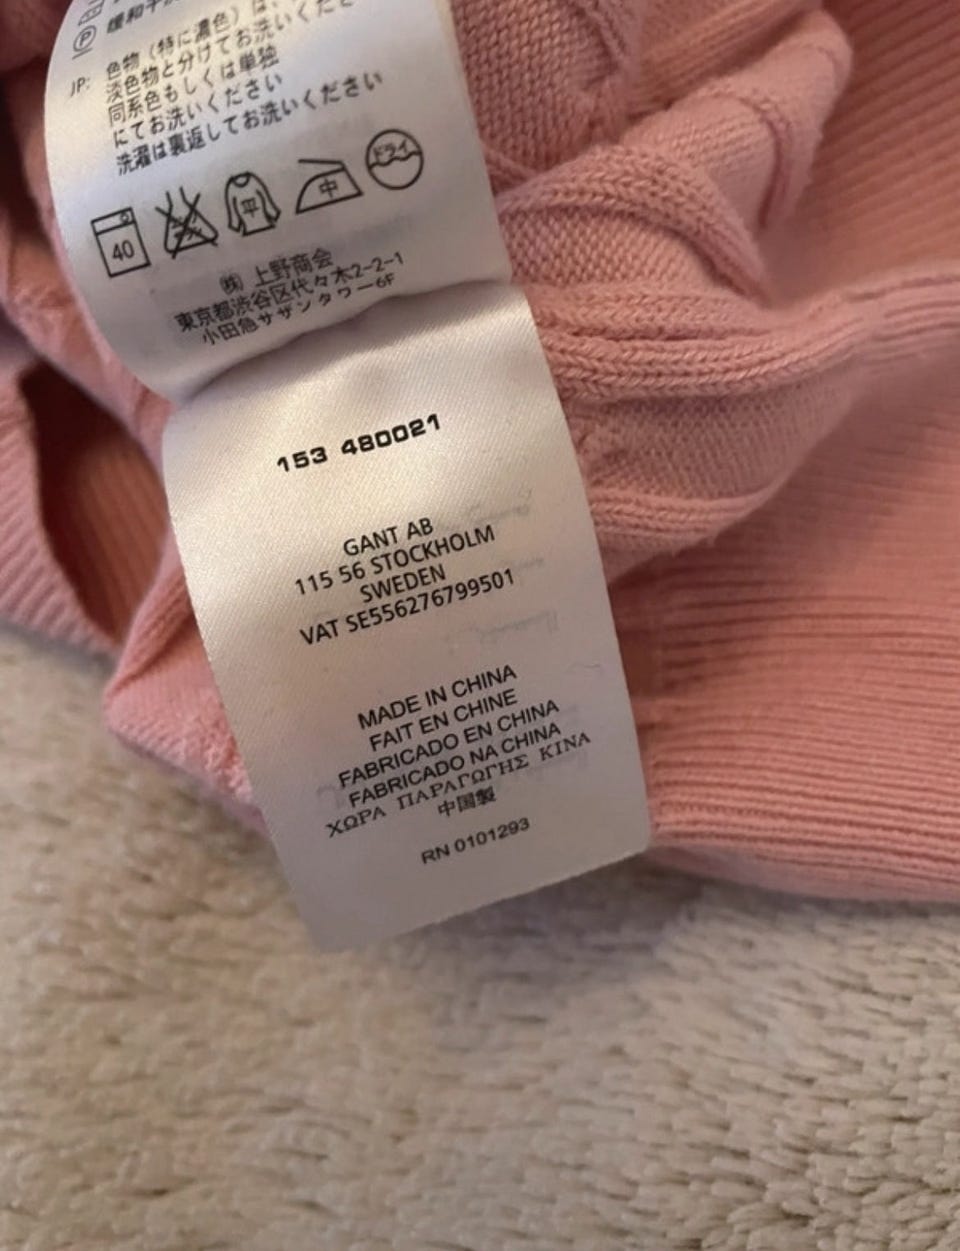 緩和
JP: 色物（特に濃色）は、
淡色物と分けてお洗いくださ
同系色もしくは単独
にてお洗いください
洗濯は裏返してお洗いください
40 平 中 ドライ
㈱ 上野商会
東京都渋谷区代々木2-2-1
小田急サザンタワー6F
153 480021
GANT AB
115 56 STOCKHOLM
SWEDEN
VAT SE556276799501
MADE IN CHINA
FAIT EN CHINE
FABRICADO EN CHINA
FABRICADO NA CHINA
ΧΩΡΑ ΠΑΡΑΓΩΓΗΣ ΚΙΝΑ
中国製
RN 0101293